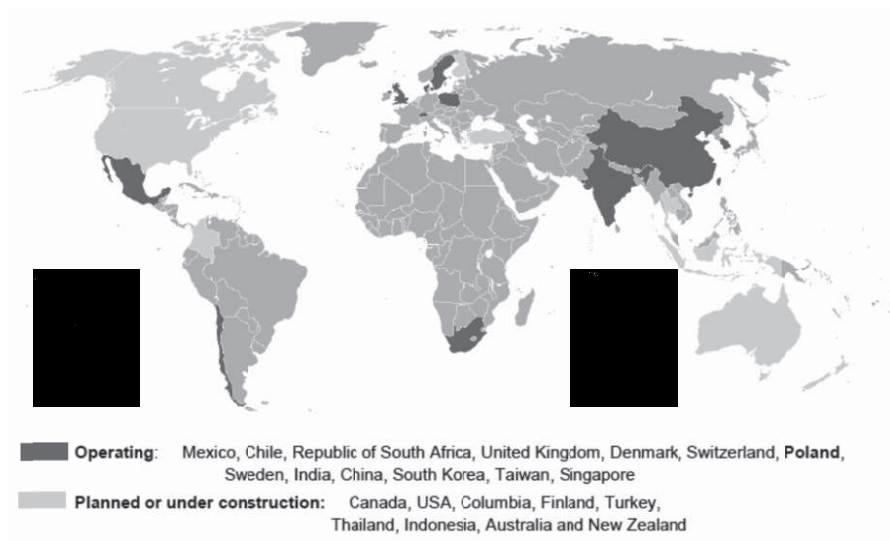 Operating: Mexico, Chile, Republic of South Africa, United Kingdom, Denmark, Switzerland, Poland,
Sweden, India, China, South Korea, Taiwan, Singapore
Planned or under construction: Canada, USA, Columbia, Finland, Turkey,
Thailand, Indonesia, Australia and New Zealand